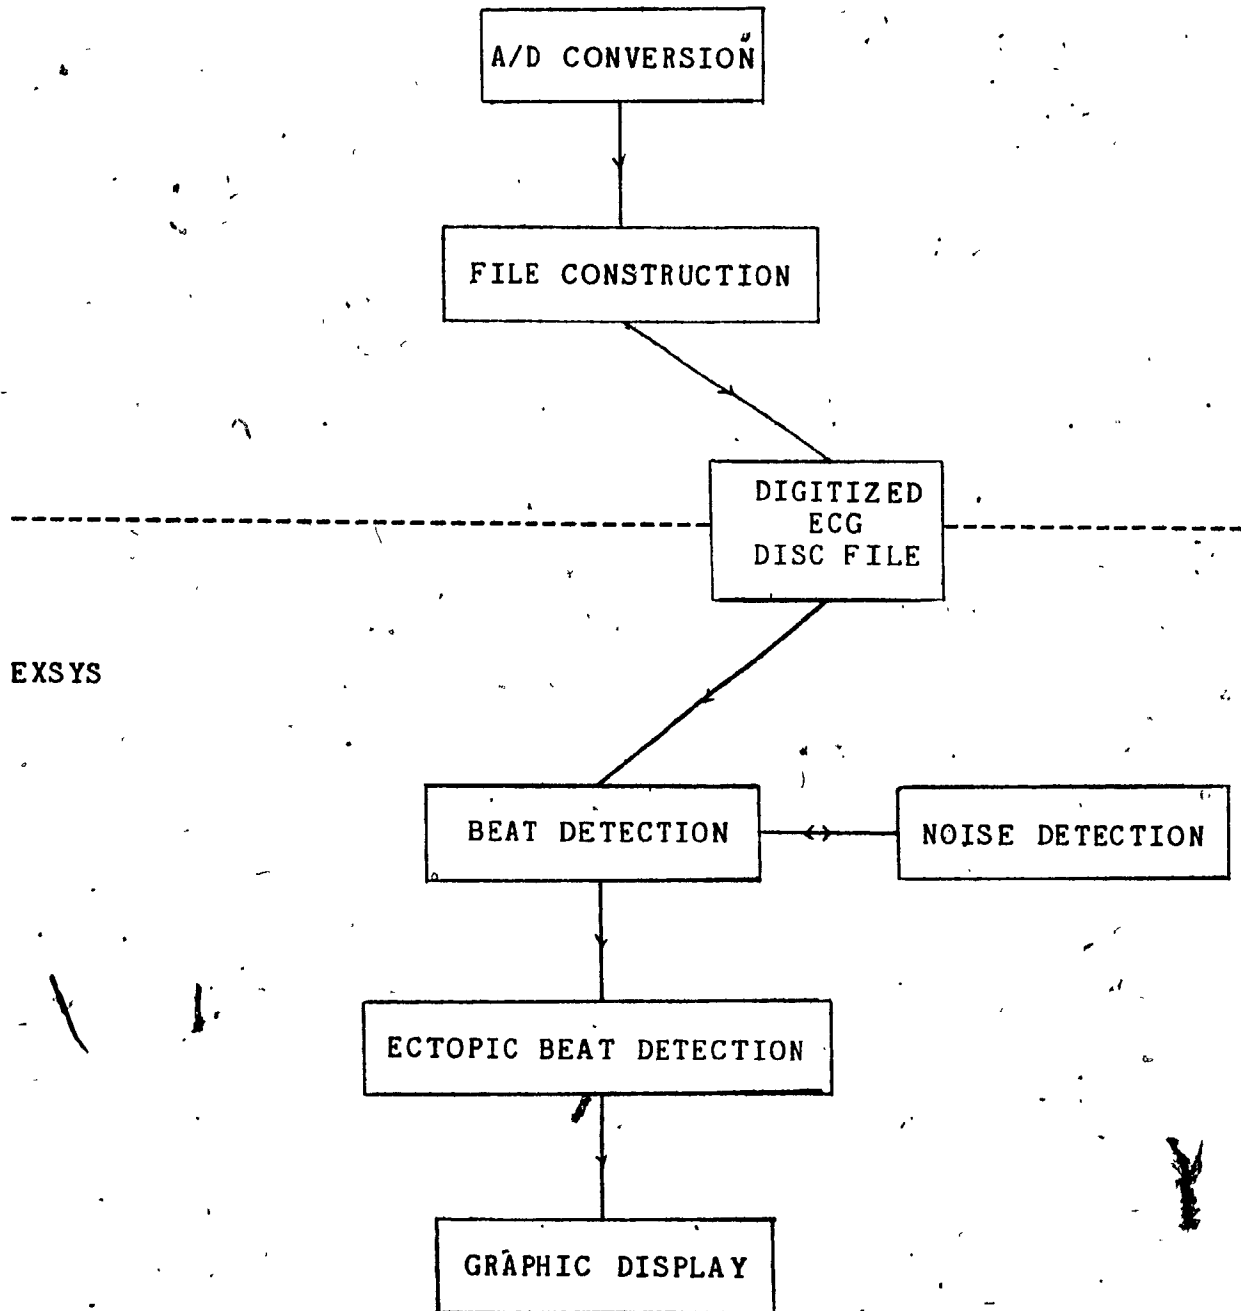 A/D CONVERSION
FILE CONSTRUCTION
DIGITIZED
ECG
DISC FILE
EXSYS
BEAT DETECTION
NOISE DETECTION
ECTOPIC BEAT DETECTION
GRAPHIC DISPLAY